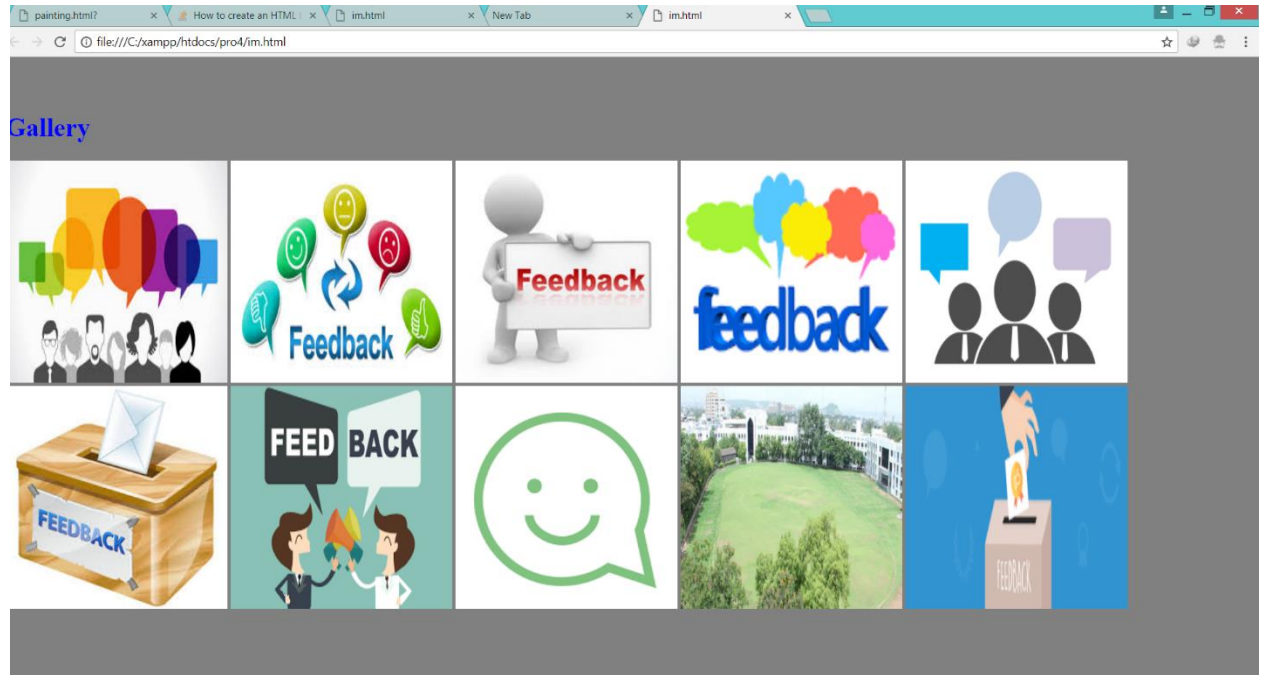 painting.html?
How to create an HTML
im.html
New Tab
im.html
file:///C:/xampp/htdocs/pro4/im.html
Gallery
Feedback
Feedback
feedback
FEEDBACK
FEED BACK
FEEDBACK